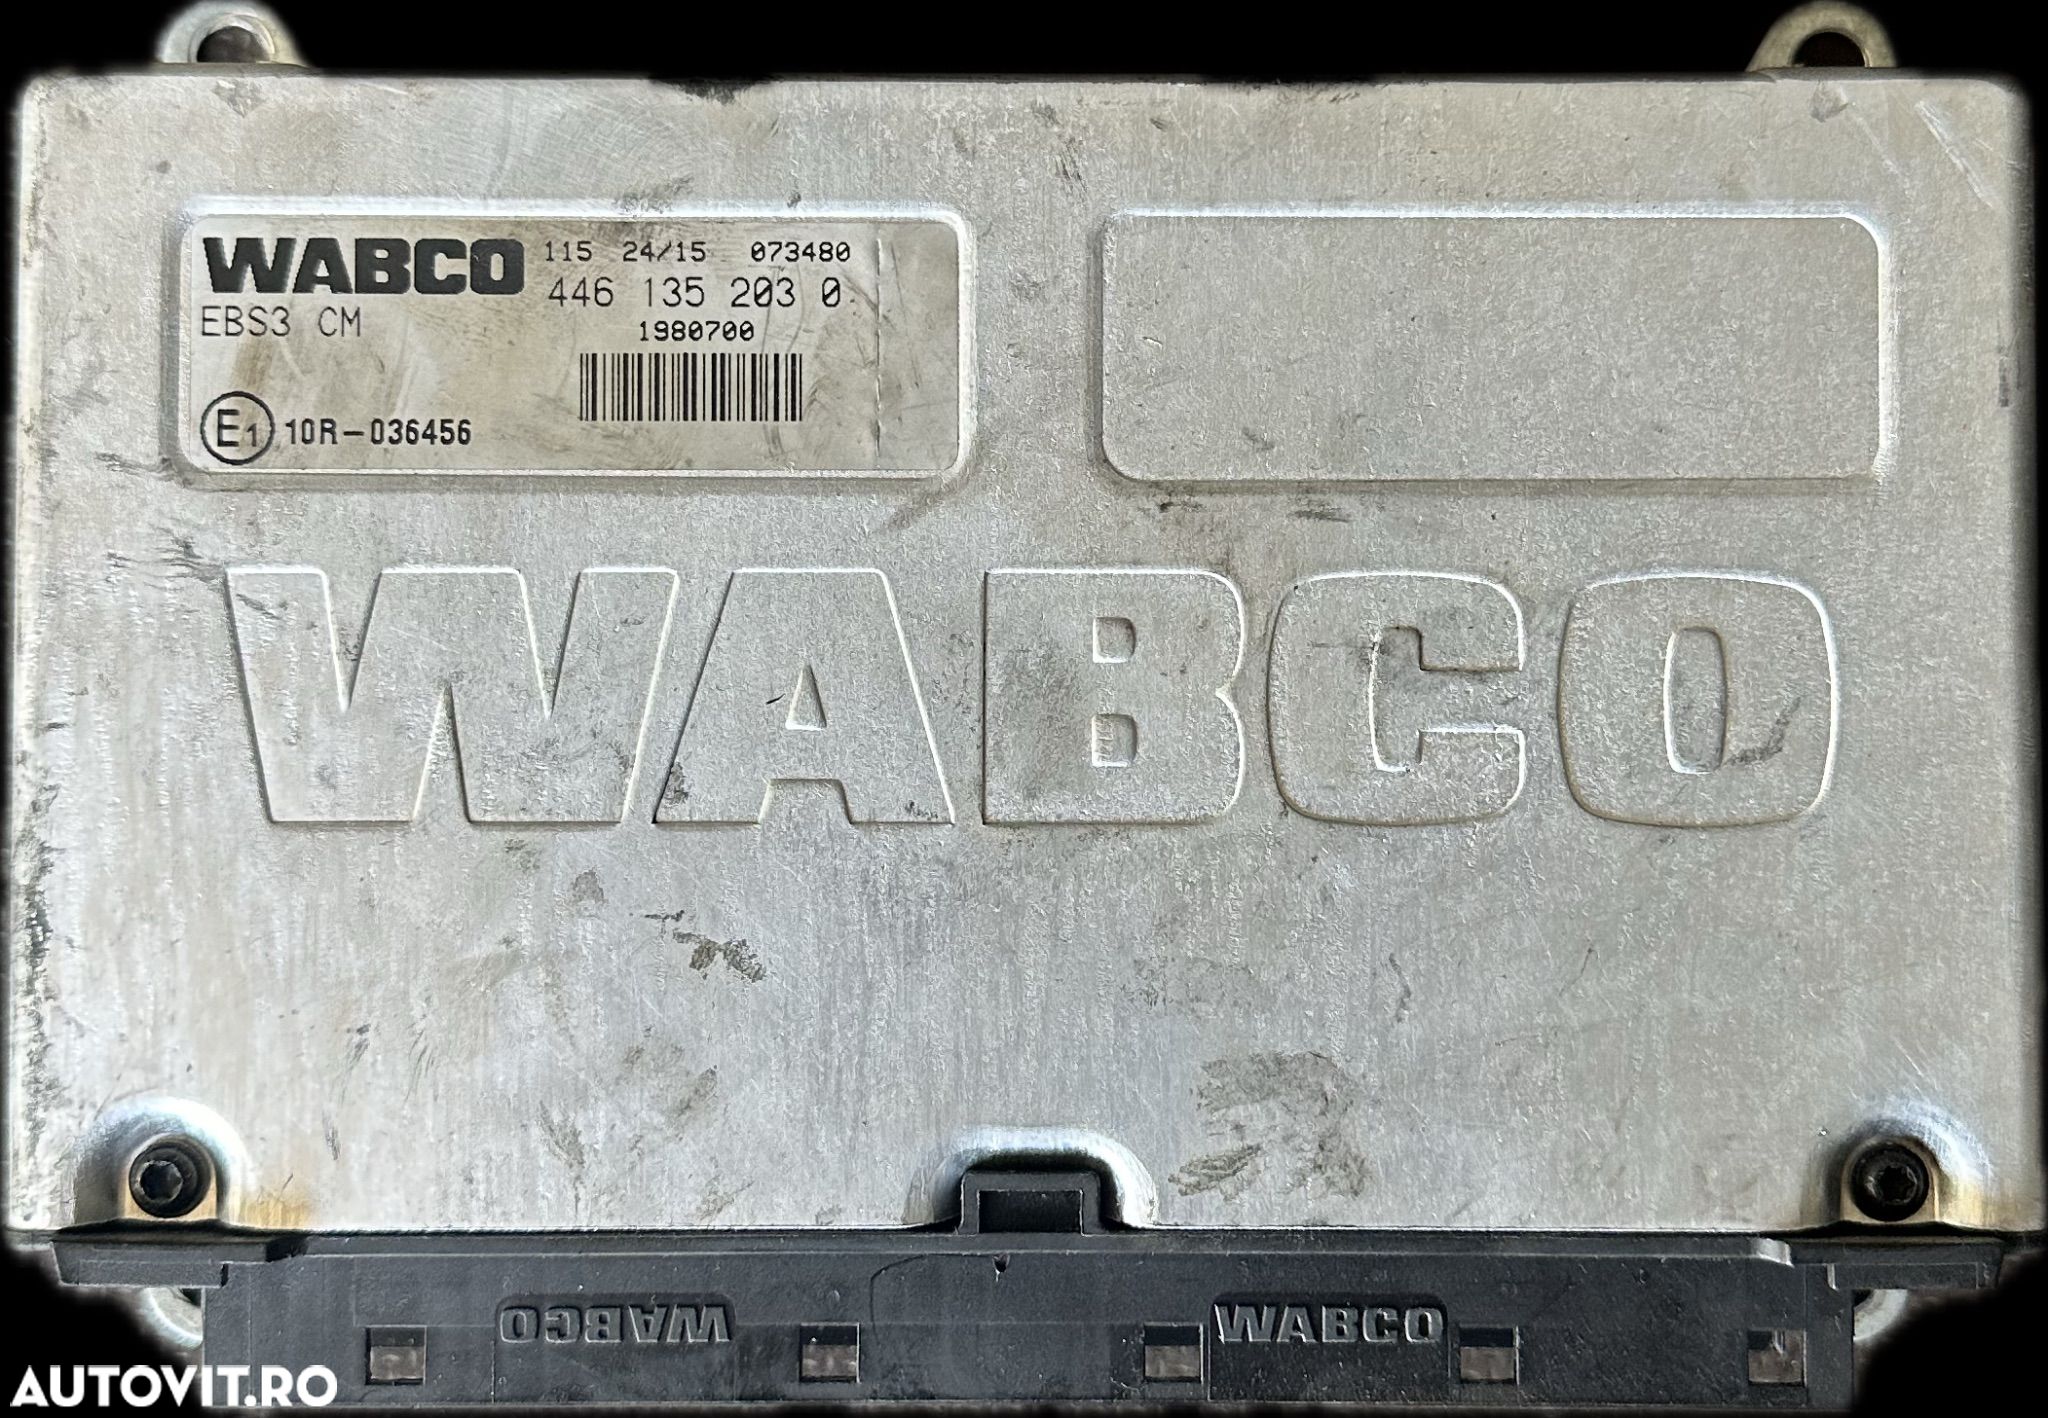 WABCO 115 24/15 073480
446 135 203 0
EBS3 CM
1980700
E1 10R-036456
WABCO
WABCO WABCO
AUTOVIT.RO